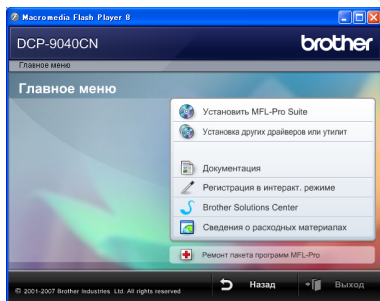 Macromedia Flash Player 8
DCP-9040CN
brother
Главное меню
Главное меню
Установить MFL-Pro Suite
Установка других драйверов или утилит
Документация
Регистрация в интеракт. режиме
Brother Solutions Center
Сведения о расходных материалах
Ремонт пакета программ MFL-Pro
© 2001-2007 Brother Industries Ltd. All rights reserved
Назад
Выход